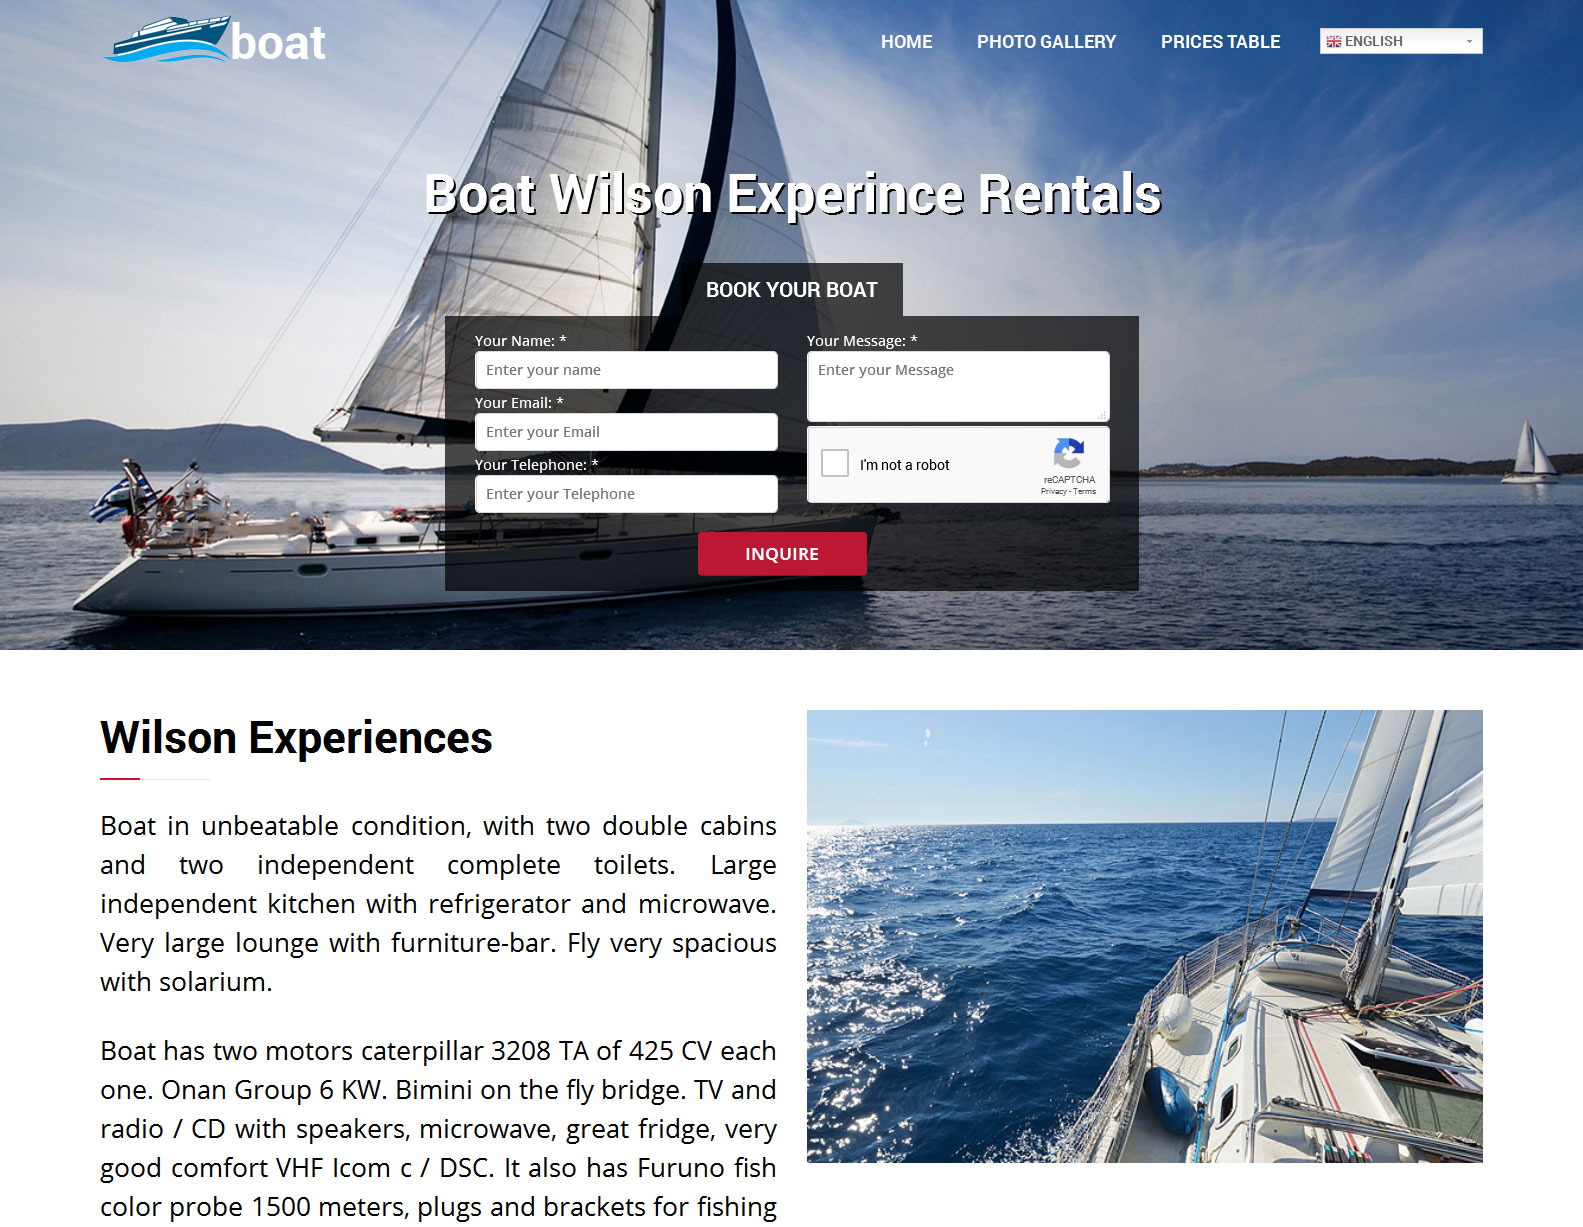 boat
HOME PHOTO GALLERY PRICES TABLE ENGLISH
Boat Wilson Experince Rentals
BOOK YOUR BOAT
Your Name: *
Enter your name
Your Email: *
Enter your Email
Your Telephone: *
Enter your Telephone
Your Message: *
Enter your Message
I'm not a robot
reCAPTCHA
Privacy - Terms
INQUIRE
Wilson Experiences
Boat in unbeatable condition, with two double cabins
and two independent complete toilets. Large
independent kitchen with refrigerator and microwave.
Very large lounge with furniture-bar. Fly very spacious
with solarium.
Boat has two motors caterpillar 3208 TA of 425 CV each
one. Onan Group 6 KW. Bimini on the fly bridge. TV and
radio / CD with speakers, microwave, great fridge, very
good comfort VHF Icom c / DSC. It also has Furuno fish
color probe 1500 meters, plugs and brackets for fishing